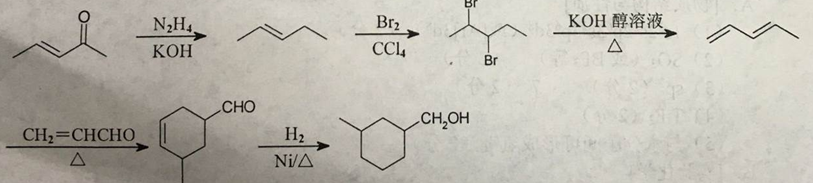 O N₂H₄ KOH Br₂ CCl₄ Br Br KOH 醇溶液 △
CH₂=CHCHO △ CHO H₂ Ni/△ CH₂OH